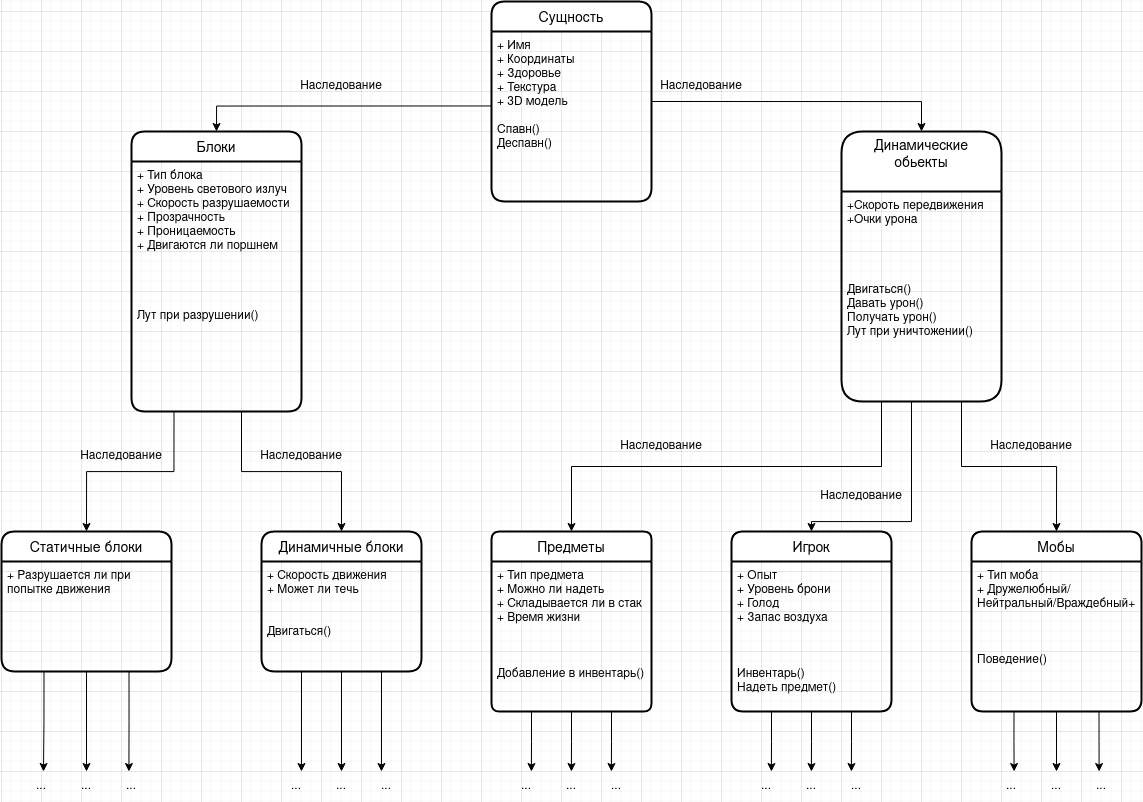 Сущность
+ Имя
+ Координаты
+ Здоровье
+ Текстура
+ 3D модель
Спавн()
Деспавн()
Наследование
Наследование
Блоки
+ Тип блока
+ Уровень светового излуч
+ Скорость разрушаемости
+ Прозрачность
+ Проницаемость
+ Двигаются ли поршнем
Лут при разрушении()
Динамические
обьекты
+Скороть передвижения
+Очки урона
Двигаться()
Давать урон()
Получать урон()
Лут при уничтожении()
Наследование
Наследование
Наследование
Наследование
Наследование
Статичные блоки
+ Разрушается ли при
попытке движения
Динамичные блоки
+ Скорость движения
+ Может ли течь
Двигаться()
Предметы
+ Тип предмета
+ Можно ли надеть
+ Складывается ли в стак
+ Время жизни
Добавление в инвентарь()
Игрок
+ Опыт
+ Уровень брони
+ Голод
+ Запас воздуха
Инвентарь()
Надеть предмет()
Мобы
+ Тип моба
+ Дружелюбный/
Нейтральный/Враждебный+
Поведение()
... ... ...
... ... ...
... ... ...
... ... ...
... ... ...